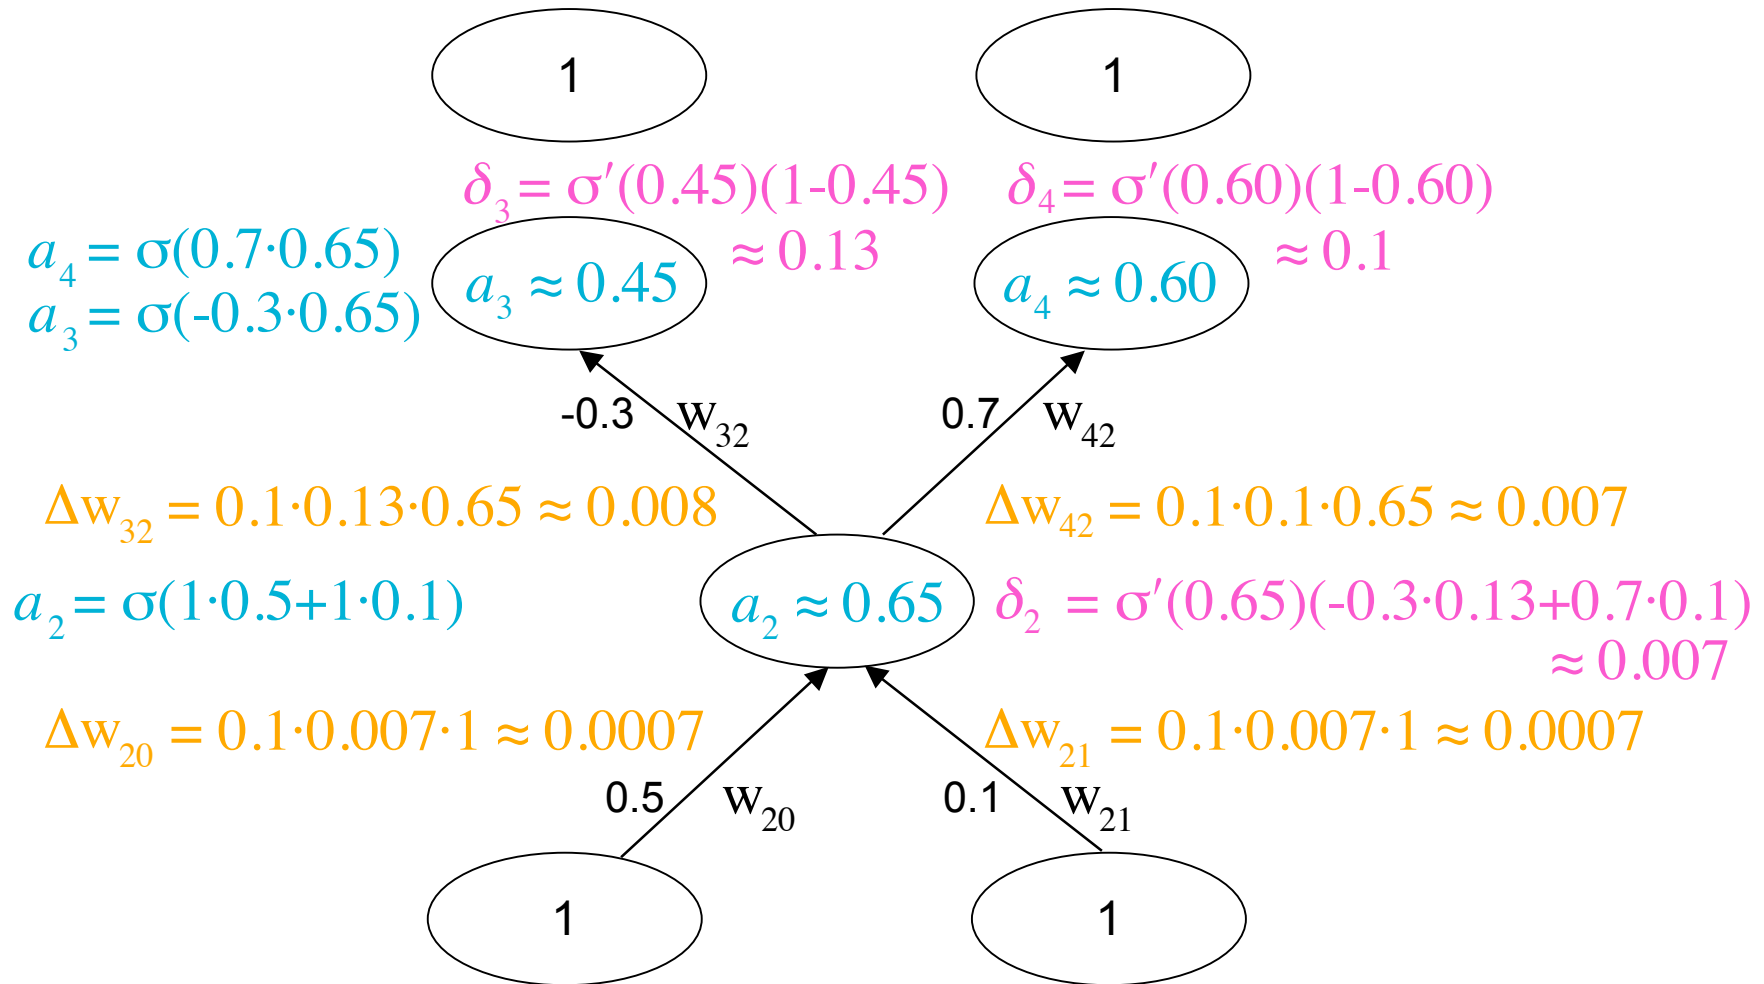 1
1
δ₃ = σ′(0.45)(1-0.45)
δ₄ = σ′(0.60)(1-0.60)
≈ 0.13
≈ 0.1
a₄ = σ(0.7·0.65)
a₃ = σ(-0.3·0.65)
a₃ ≈ 0.45
a₄ ≈ 0.60
-0.3
w₃₂
0.7
w₄₂
Δw₃₂ = 0.1·0.13·0.65 ≈ 0.008
Δw₄₂ = 0.1·0.1·0.65 ≈ 0.007
a₂ = σ(1·0.5+1·0.1)
a₂ ≈ 0.65
δ₂ = σ′(0.65)(-0.3·0.13+0.7·0.1)
≈ 0.007
Δw₂₀ = 0.1·0.007·1 ≈ 0.0007
Δw₂₁ = 0.1·0.007·1 ≈ 0.0007
0.5
w₂₀
0.1
w₂₁
1
1